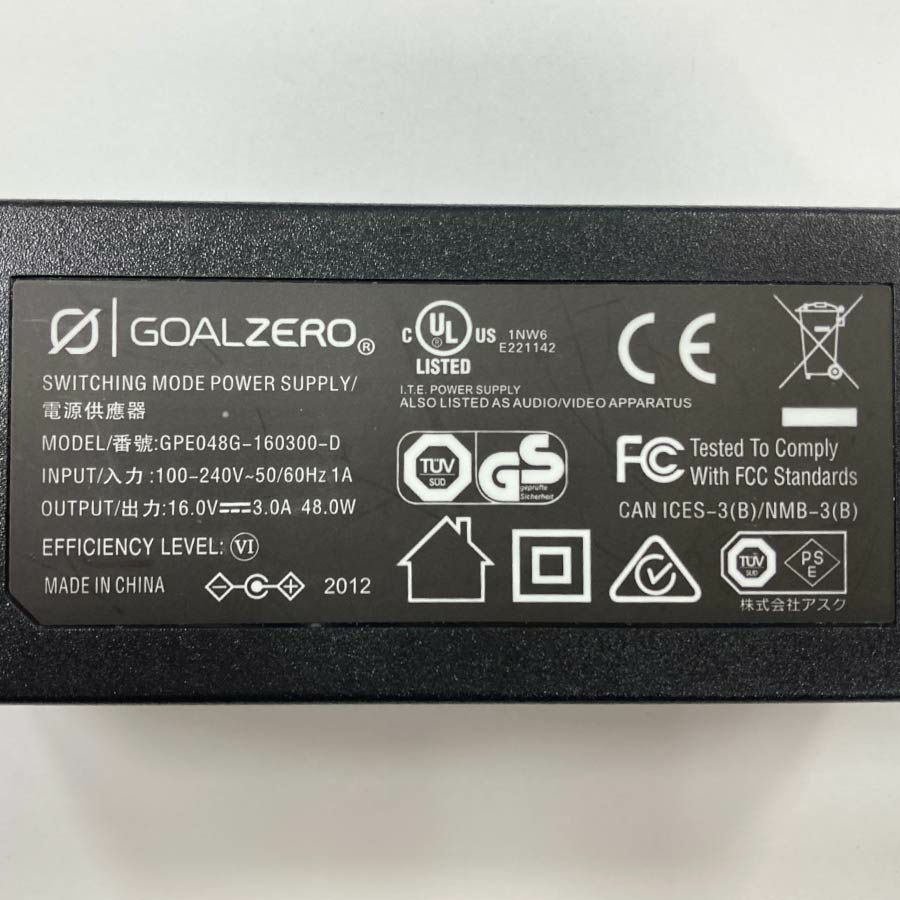 GOALZERO®
SWITCHING MODE POWER SUPPLY/
電源供應器
MODEL/番號:GPE048G-160300-D
INPUT/入力 :100-240V~50/60Hz 1A
OUTPUT/出力:16.0V⎓3.0A 48.0W
EFFICIENCY LEVEL: VI
MADE IN CHINA
2012
C UL US ®
LISTED
1NW6
E221142
I.T.E. POWER SUPPLY
ALSO LISTED AS AUDIO/VIDEO APPARATUS
CE
TÜV
SÜD
GS
geprüfte
Sicherheit
FC Tested To Comply
With FCC Standards
CAN ICES-3(B)/NMB-3(B)
TÜV
SÜD
PS
E
株式会社アスク